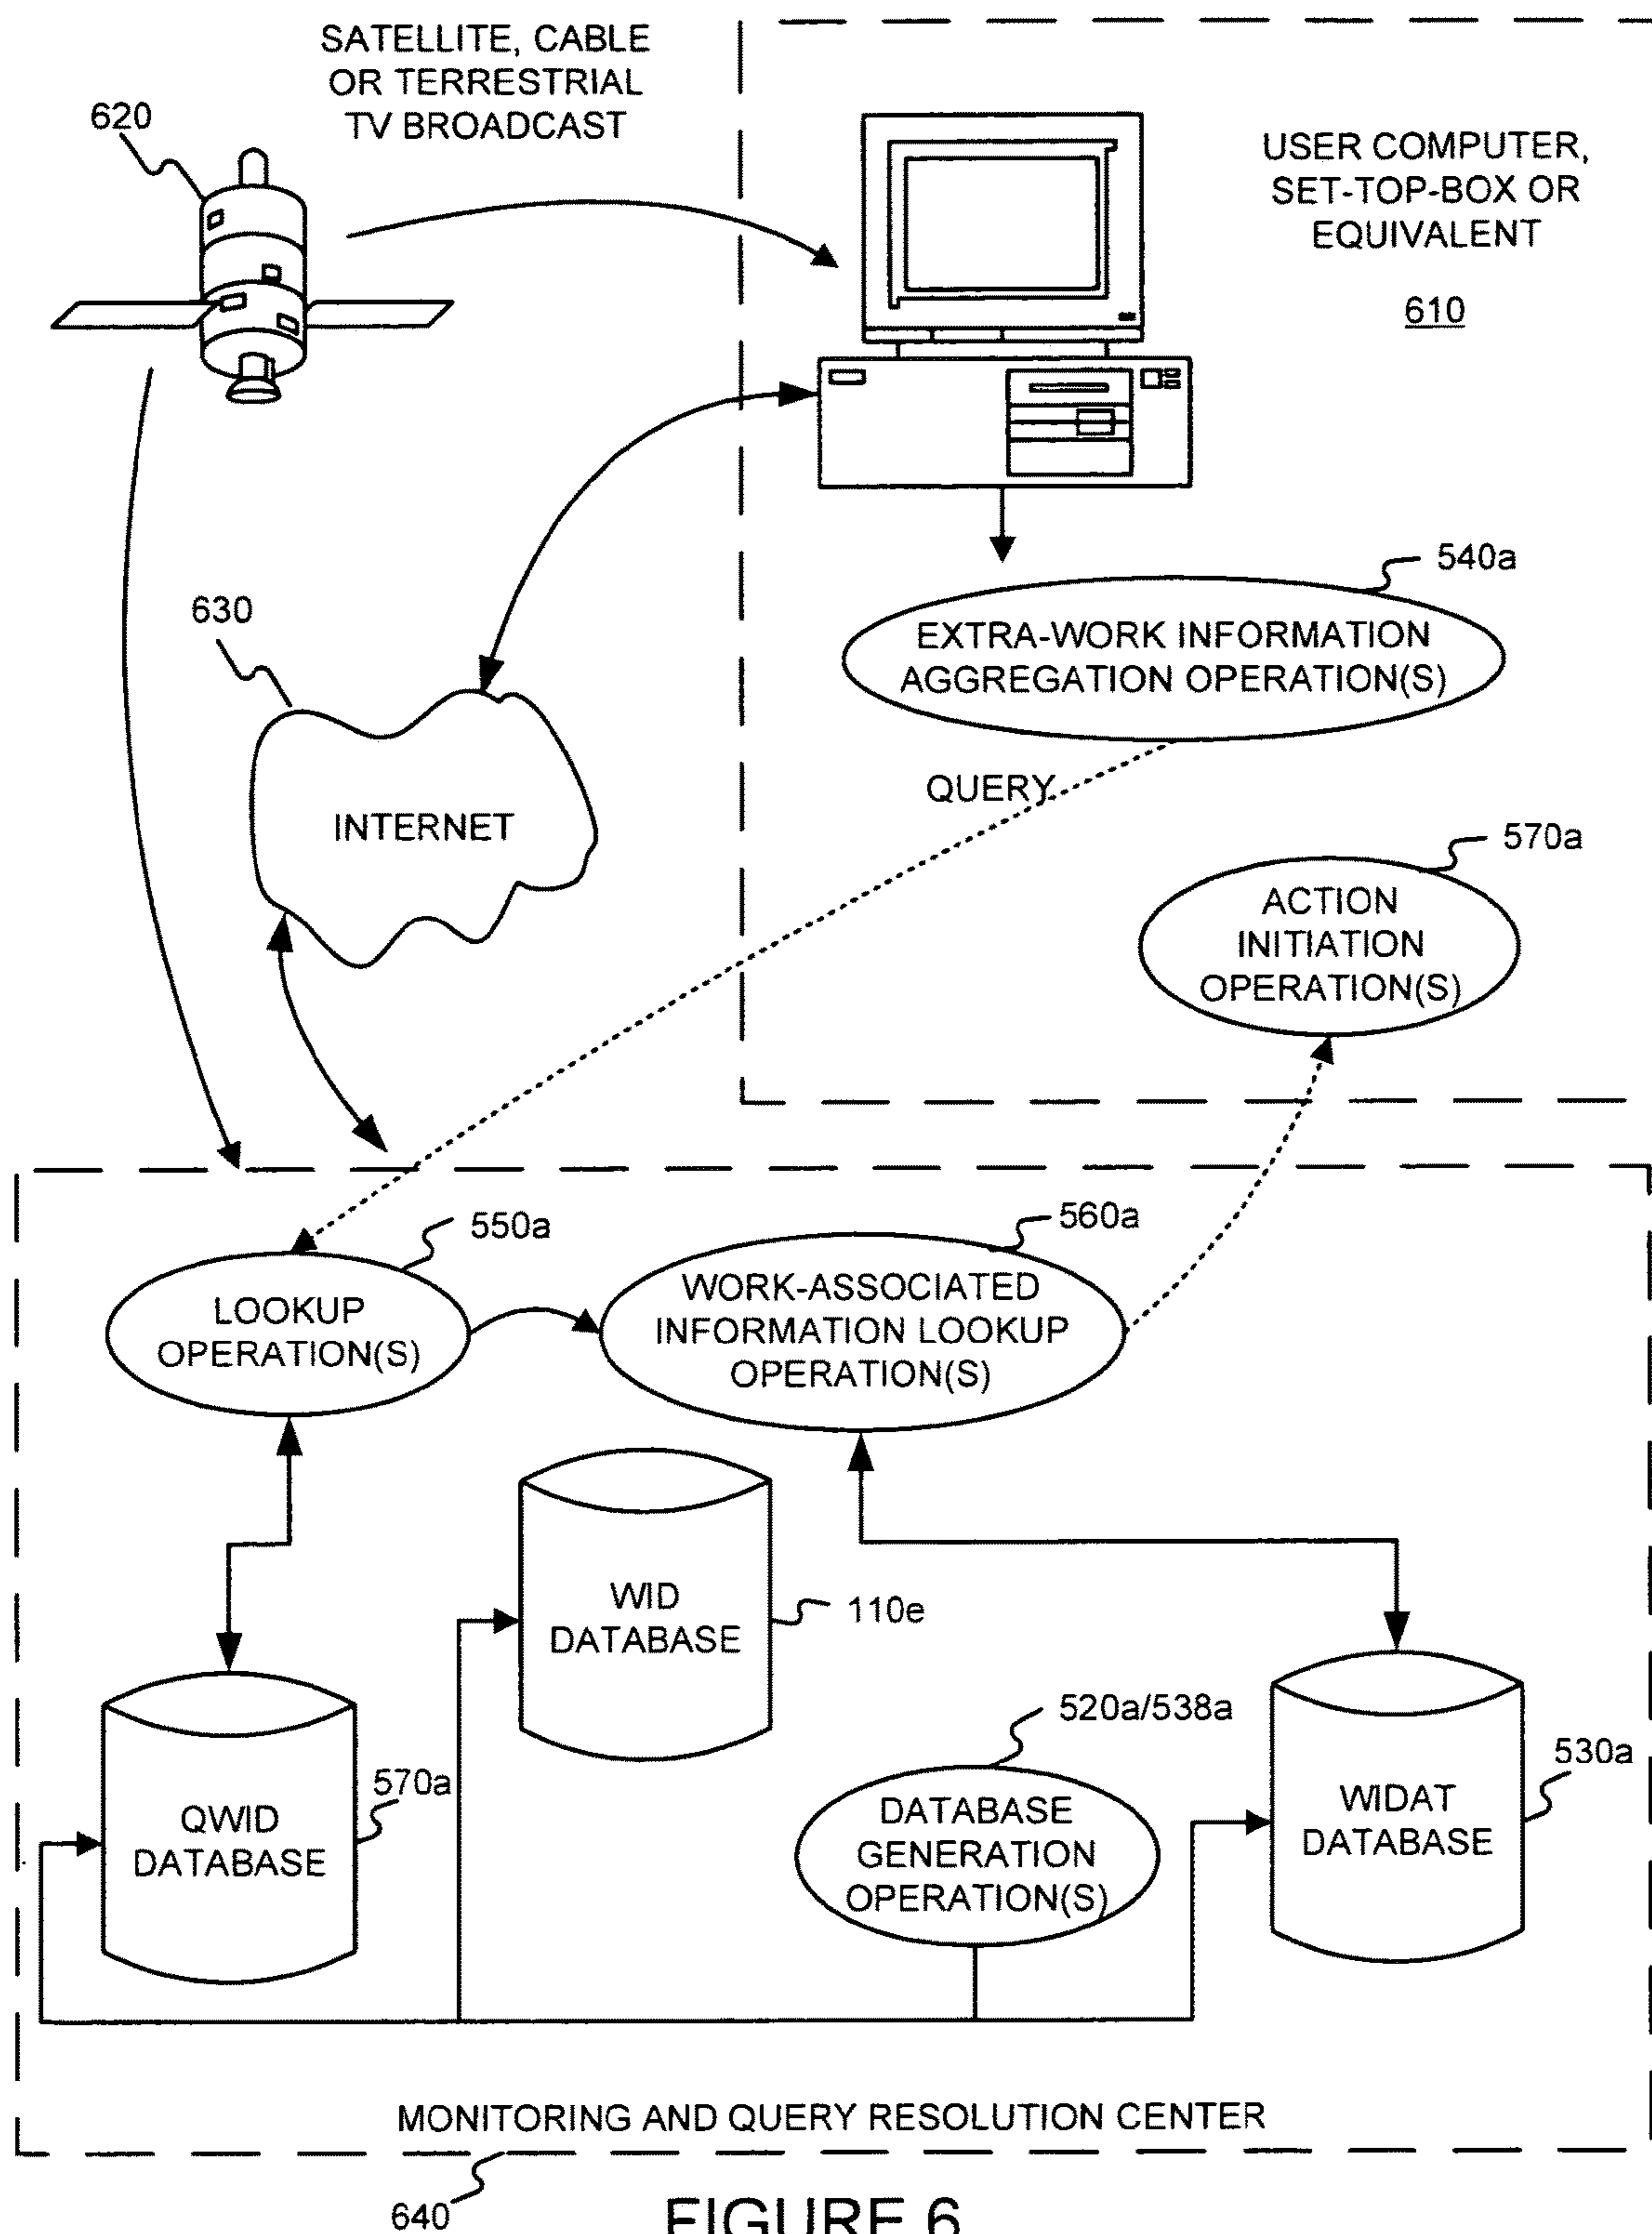 SATELLITE, CABLE
OR TERRESTRIAL
TV BROADCAST
620
USER COMPUTER,
SET-TOP-BOX OR
EQUIVALENT
610
540a
EXTRA-WORK INFORMATION
AGGREGATION OPERATION(S)
630
INTERNET
QUERY
570a
ACTION
INITIATION
OPERATION(S)
550a
LOOKUP
OPERATION(S)
560a
WORK-ASSOCIATED
INFORMATION LOOKUP
OPERATION(S)
WID
DATABASE
110e
520a/538a
DATABASE
GENERATION
OPERATION(S)
530a
WIDAT
DATABASE
570a
QWID
DATABASE
MONITORING AND QUERY RESOLUTION CENTER
640
FIGURE 6